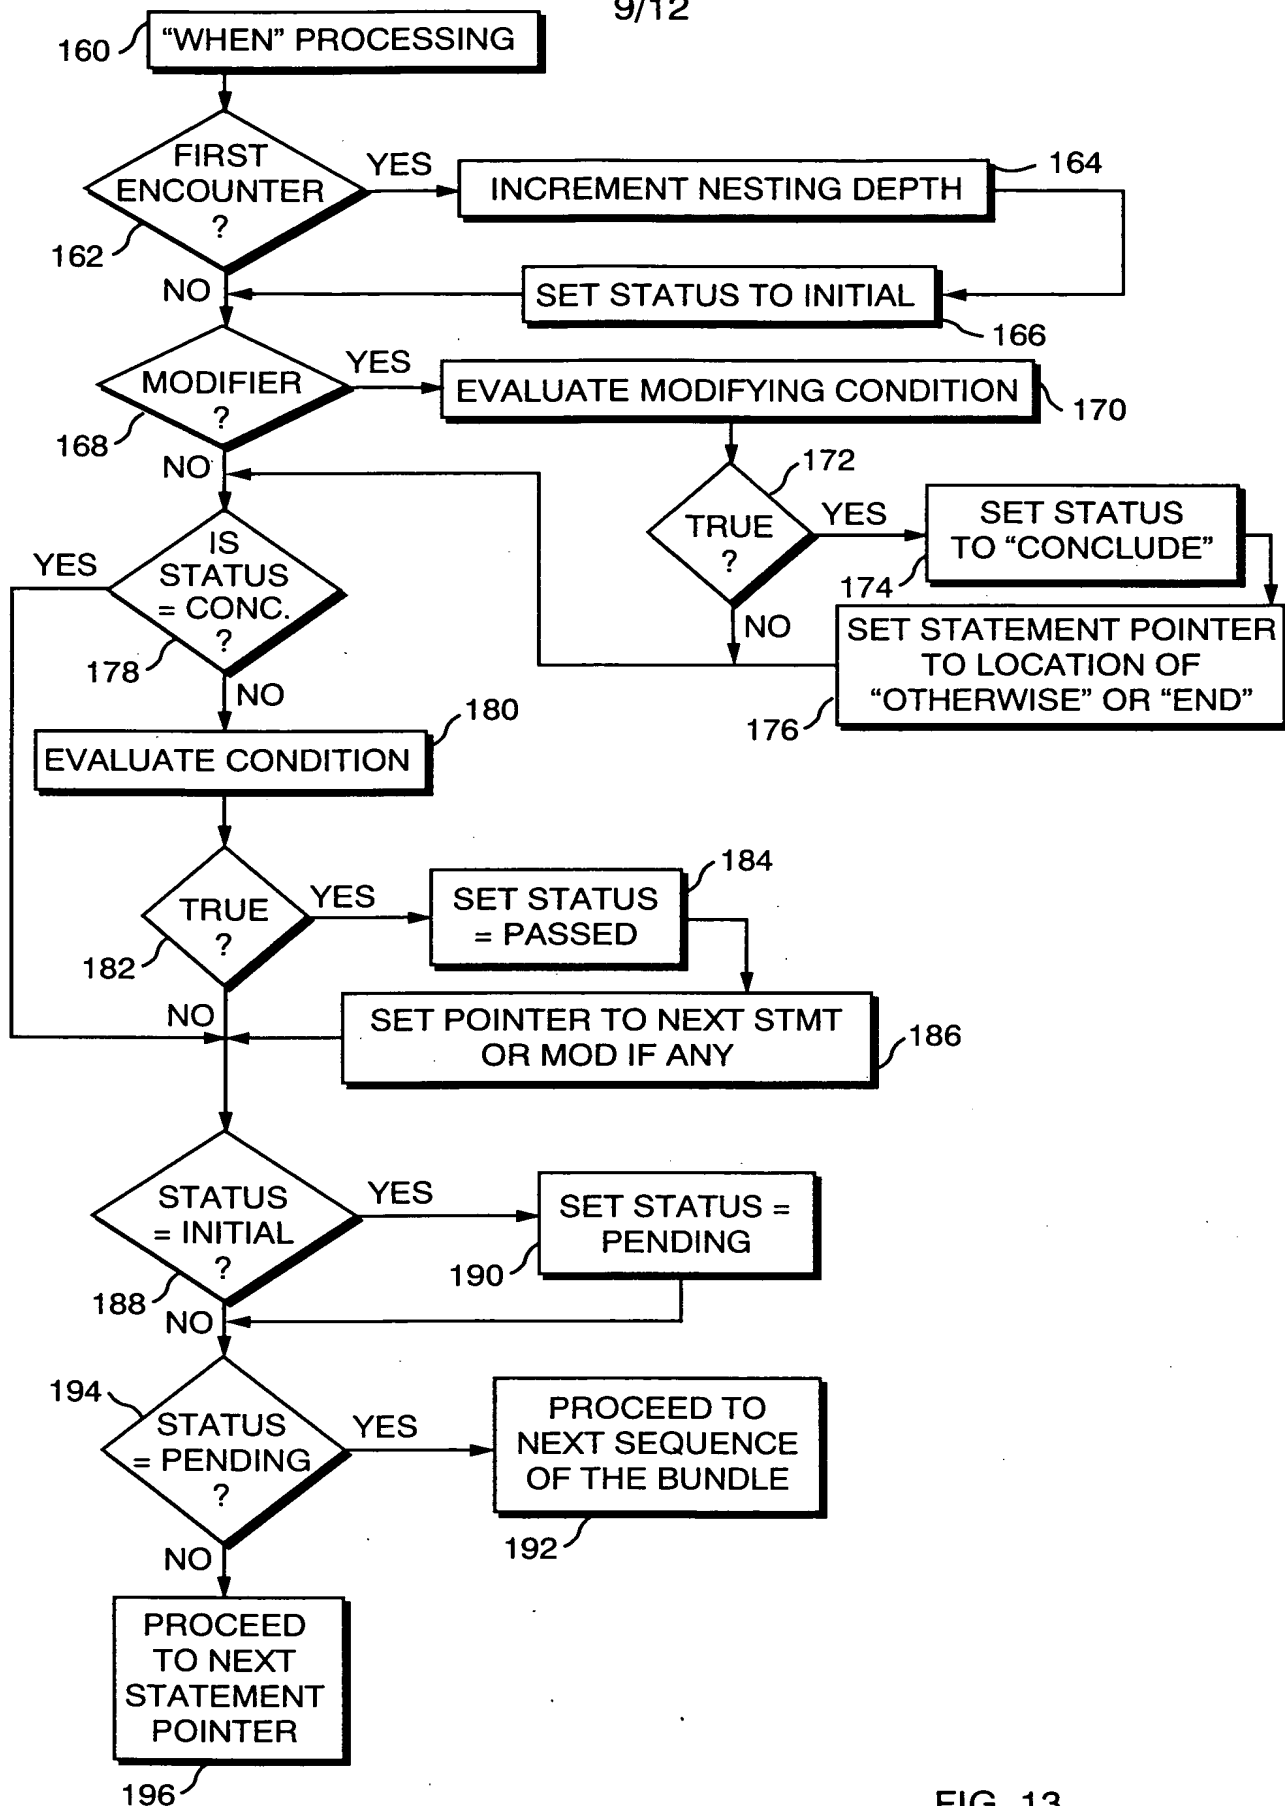 9/12
160
“WHEN” PROCESSING
FIRST
ENCOUNTER
?
162
YES
INCREMENT NESTING DEPTH
164
NO
SET STATUS TO INITIAL
166
MODIFIER
?
168
YES
EVALUATE MODIFYING CONDITION
170
NO
172
TRUE
?
YES
SET STATUS
TO “CONCLUDE”
174
NO
SET STATEMENT POINTER
TO LOCATION OF
“OTHERWISE” OR “END”
176
YES
IS
STATUS
= CONC.
?
178
NO
180
EVALUATE CONDITION
TRUE
?
182
YES
SET STATUS
= PASSED
184
NO
SET POINTER TO NEXT STMT
OR MOD IF ANY
186
STATUS
= INITIAL
?
188
YES
SET STATUS =
PENDING
190
NO
194
STATUS
= PENDING
?
YES
PROCEED TO
NEXT SEQUENCE
OF THE BUNDLE
192
NO
PROCEED
TO NEXT
STATEMENT
POINTER
196
FIG. 13